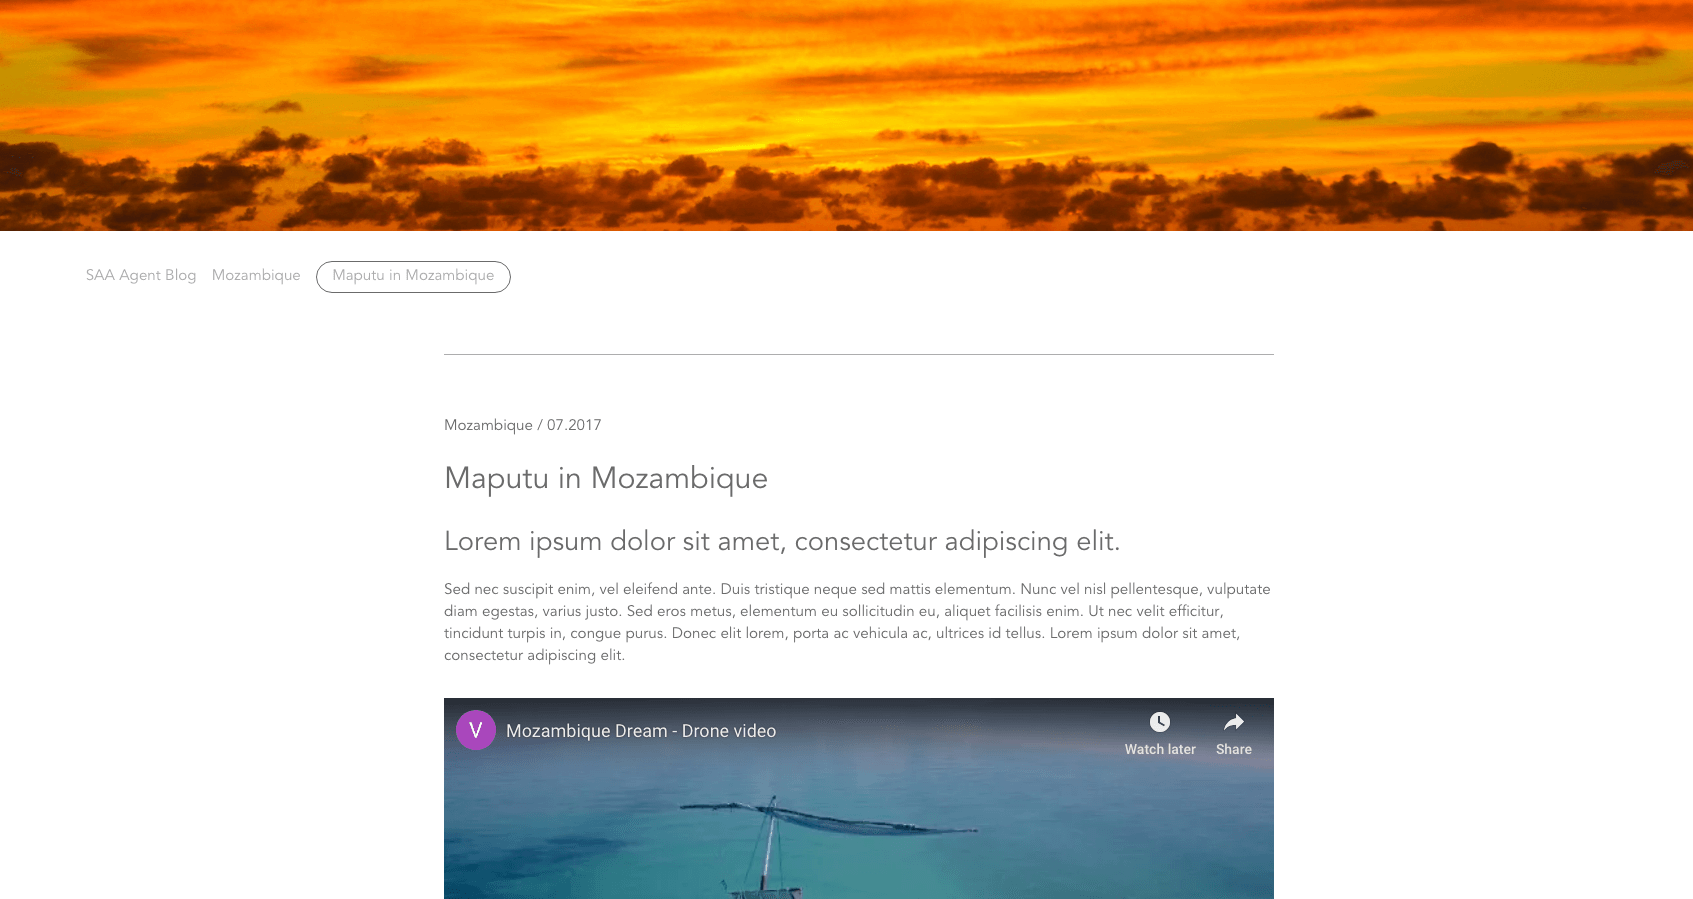 SAA Agent Blog Mozambique Maputu in Mozambique
Mozambique / 07.2017
Maputu in Mozambique
Lorem ipsum dolor sit amet, consectetur adipiscing elit.
Sed nec suscipit enim, vel eleifend ante. Duis tristique neque sed mattis elementum. Nunc vel nisl pellentesque, vulputate
diam egestas, varius justo. Sed eros metus, elementum eu sollicitudin eu, aliquet facilisis enim. Ut nec velit efficitur,
tincidunt turpis in, congue purus. Donec elit lorem, porta ac vehicula ac, ultrices id tellus. Lorem ipsum dolor sit amet,
consectetur adipiscing elit.
V Mozambique Dream - Drone video
Watch later Share